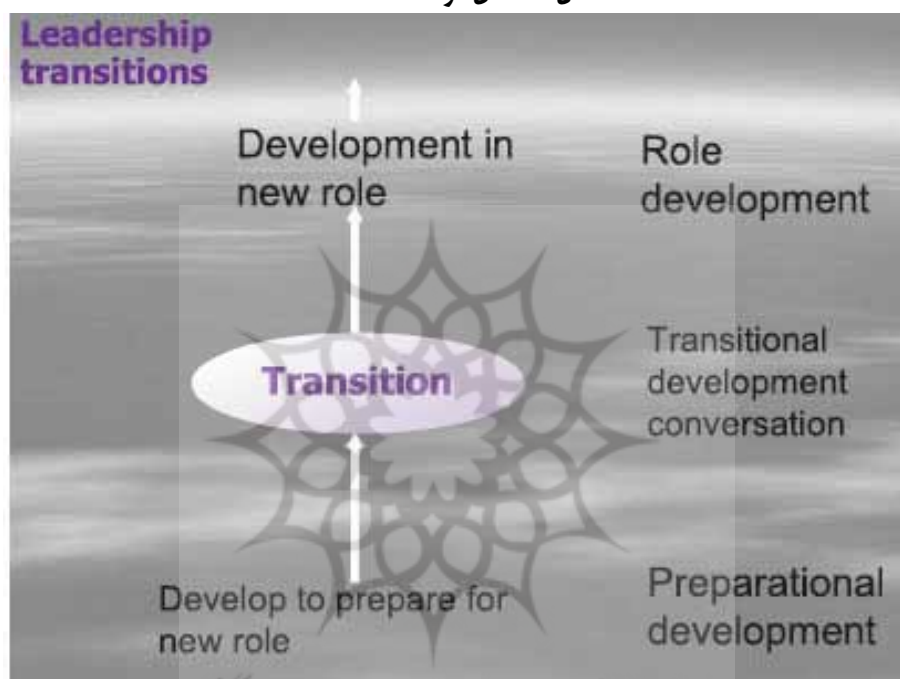 Leadership
transitions
Development in
new role
Role
development
Transition
Transitional
development
conversation
Develop to prepare for
new role
Preparational
development